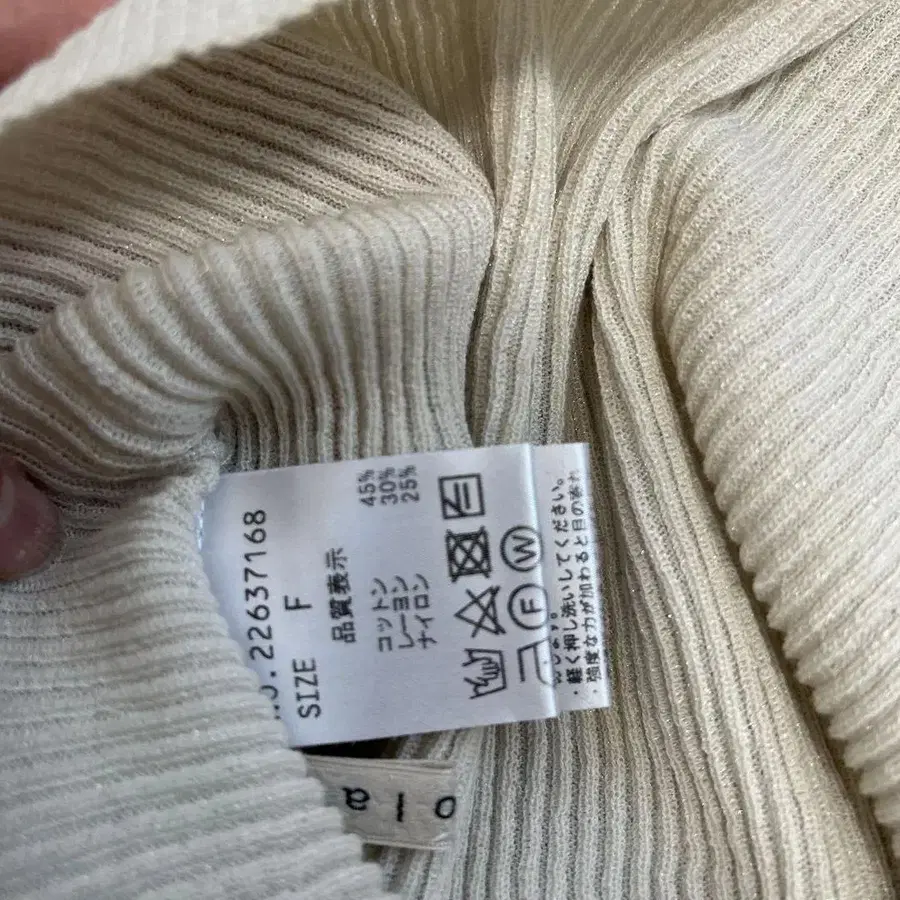 NO.22637168
SIZE F
品質表示
コットン 45%
レーヨン 30%
ナイロン 25%
F W
・軽く押し洗いしてください。
・強度な力が加わると目の寄れ